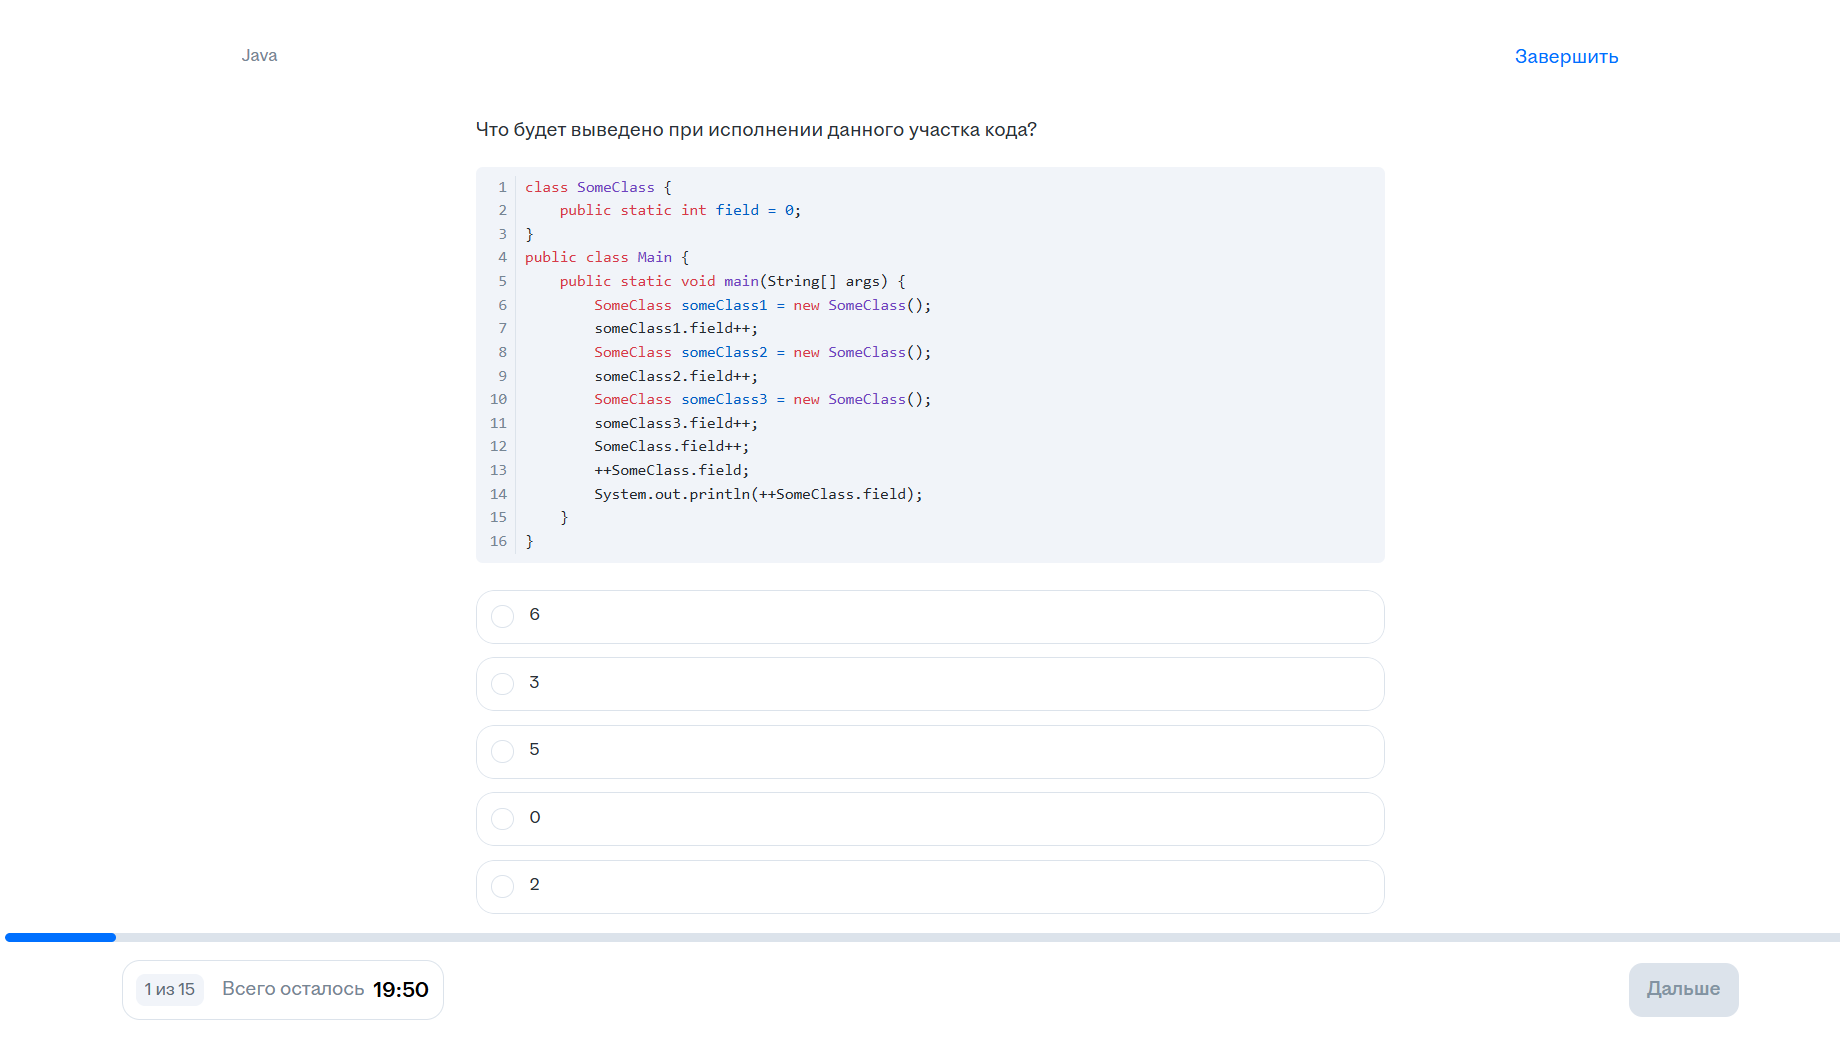 Java
Завершить
Что будет выведено при исполнении данного участка кода?
1 class SomeClass {
2     public static int field = 0;
3 }
4 public class Main {
5     public static void main(String[] args) {
6         SomeClass someClass1 = new SomeClass();
7         someClass1.field++;
8         SomeClass someClass2 = new SomeClass();
9         someClass2.field++;
10         SomeClass someClass3 = new SomeClass();
11         someClass3.field++;
12         SomeClass.field++;
13         ++SomeClass.field;
14         System.out.println(++SomeClass.field);
15     }
16 }
6
3
5
0
2
1 из 15 Всего осталось 19:50
Дальше